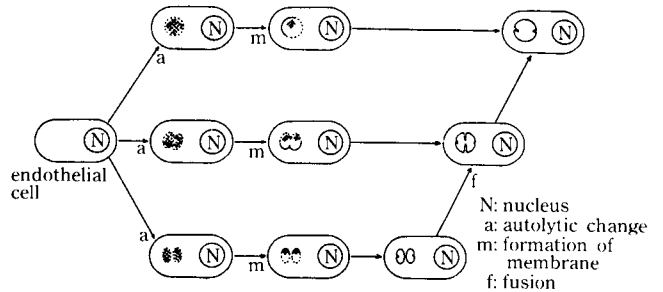 N N N
a m
N N N N
a m
endothelial
cell
f
a
N N N
m
N: nucleus
a: autolytic change
m: formation of
membrane
f: fusion